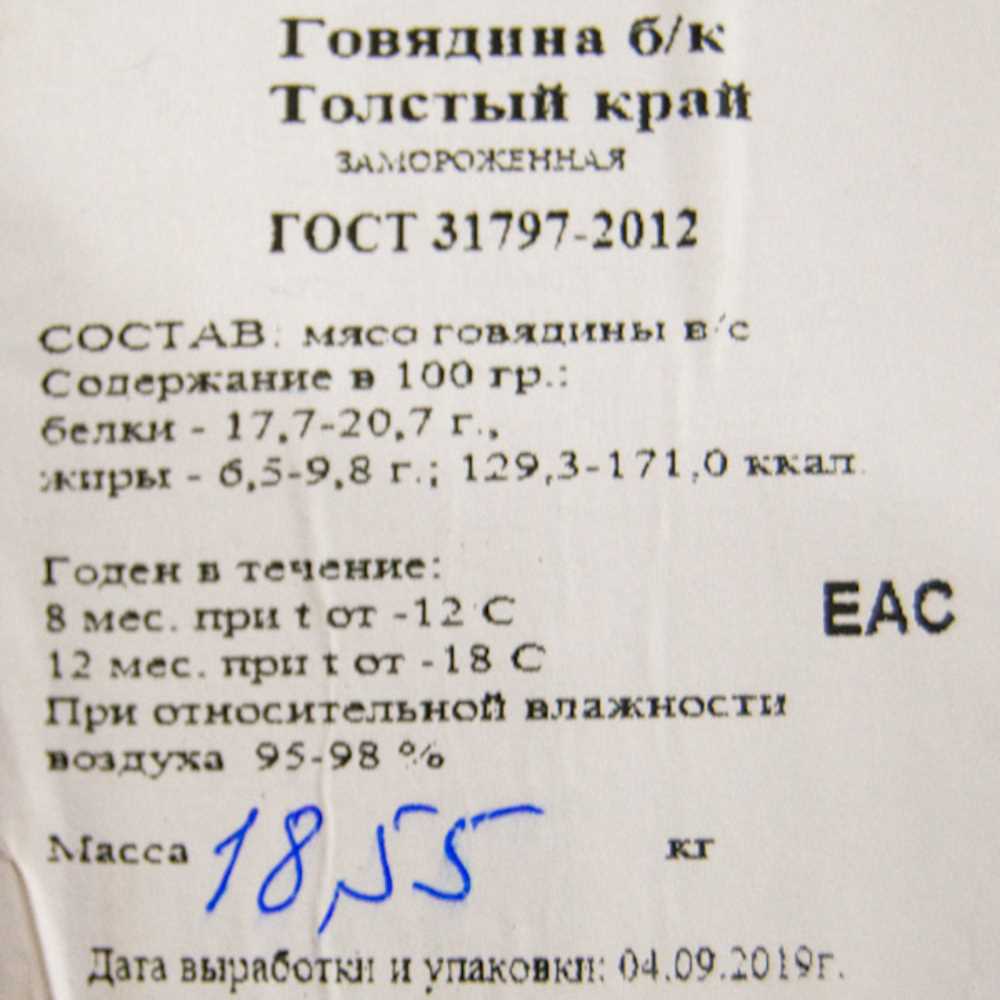 Говядина б/к
Толстый край
ЗАМОРОЖЕННАЯ
ГОСТ 31797-2012
СОСТАВ: мясо говядины в/с
Содержание в 100 гр.:
белки - 17,7-20,7 г.,
жиры - 6,5-9,8 г.; 129,3-171,0 ккал.
Годен в течение:
8 мес. при t от -12 С
12 мес. при t от -18 С
При относительной влажности
воздуха 95-98 %
EAC
Масса 18,55 кг
Дата выработки и упаковки: 04.09.2019г.